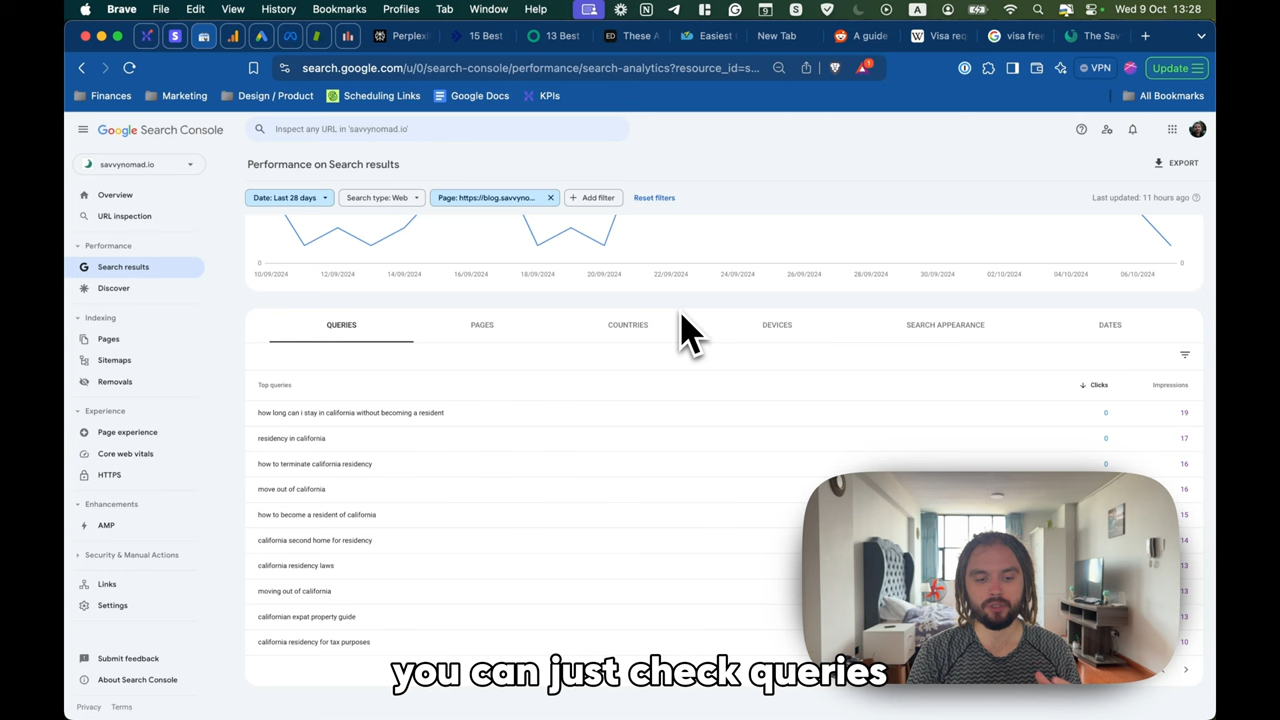 Brave File Edit View History Bookmarks Profiles Tab Window Help A Wed 9 Oct 13:28
Perplexi 15 Best 13 Best These A Easiest New Tab A guide Visa req visa free The Sav
search.google.com/u/0/search-console/performance/search-analytics?resource_id=s... 1 VPN Update
Finances Marketing Design / Product Scheduling Links Google Docs KPIs All Bookmarks
Google Search Console Inspect any URL in 'savvynomad.io'
savvynomad.io
Performance on Search results EXPORT
Date: Last 28 days Search type: Web Page: https://blog.savvyno... Add filter Reset filters Last updated: 11 hours ago
Overview
URL inspection
Performance
Search results
Discover
Indexing
Pages
Sitemaps
Removals
Experience
Page experience
Core web vitals
HTTPS
Enhancements
AMP
Security & Manual Actions
Links
Settings
Submit feedback
About Search Console
Privacy Terms
0 0
10/09/2024 12/09/2024 14/09/2024 16/09/2024 18/09/2024 20/09/2024 22/09/2024 24/09/2024 26/09/2024 28/09/2024 30/09/2024 02/10/2024 04/10/2024 06/10/2024
QUERIES PAGES COUNTRIES DEVICES SEARCH APPEARANCE DATES
Top queries Clicks Impressions
how long can i stay in california without becoming a resident 0 19
residency in california 0 17
how to terminate california residency 0 16
move out of california 16
how to become a resident of california 15
california second home for residency 14
california residency laws 13
moving out of california 13
californian expat property guide 13
california residency for tax purposes 10
you can just check queries